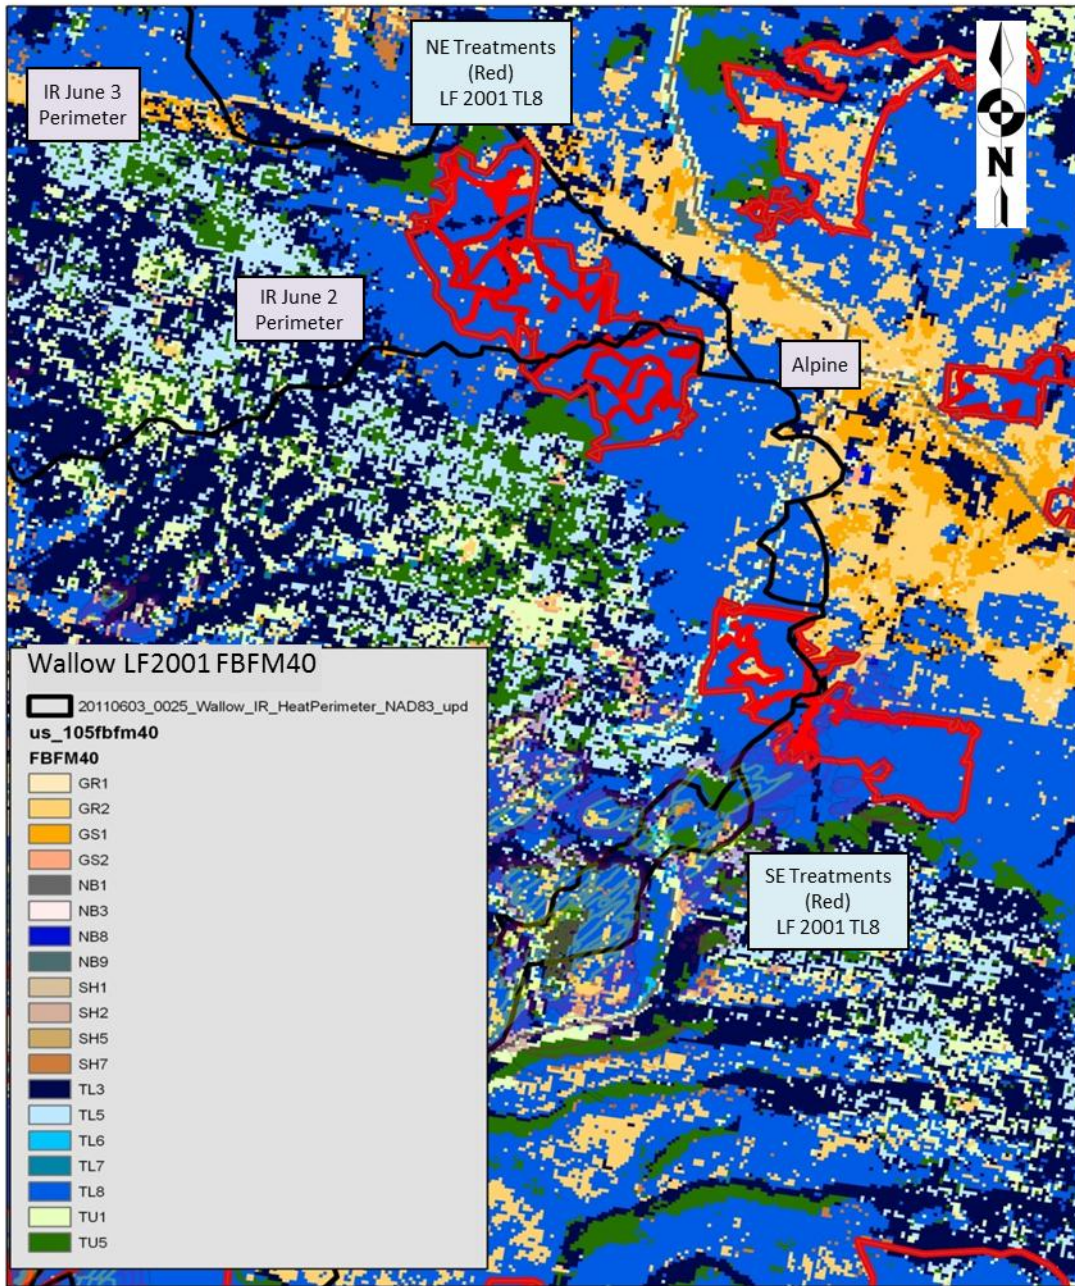 NE Treatments
(Red)
LF 2001 TL8
IR June 3
Perimeter
N
IR June 2
Perimeter
Alpine
Wallow LF2001 FBFM40
20110603_0025_Wallow_IR_HeatPerimeter_NAD83_upd
us_105fbfm40
FBFM40
GR1
GR2
GS1
GS2
NB1
NB3
NB8
NB9
SH1
SH2
SH5
SH7
TL3
TL5
TL6
TL7
TL8
TU1
TU5
SE Treatments
(Red)
LF 2001 TL8